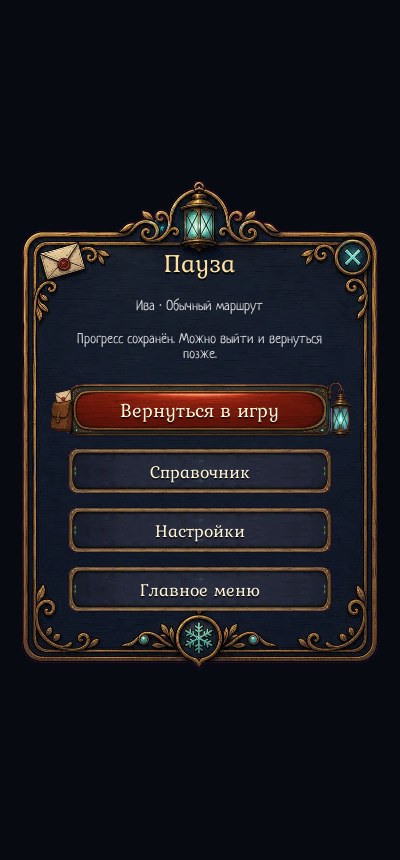 Пауза
Ива · Обычный маршрут
Прогресс сохранён. Можно выйти и вернуться
позже.
Вернуться в игру
Справочник
Настройки
Главное меню